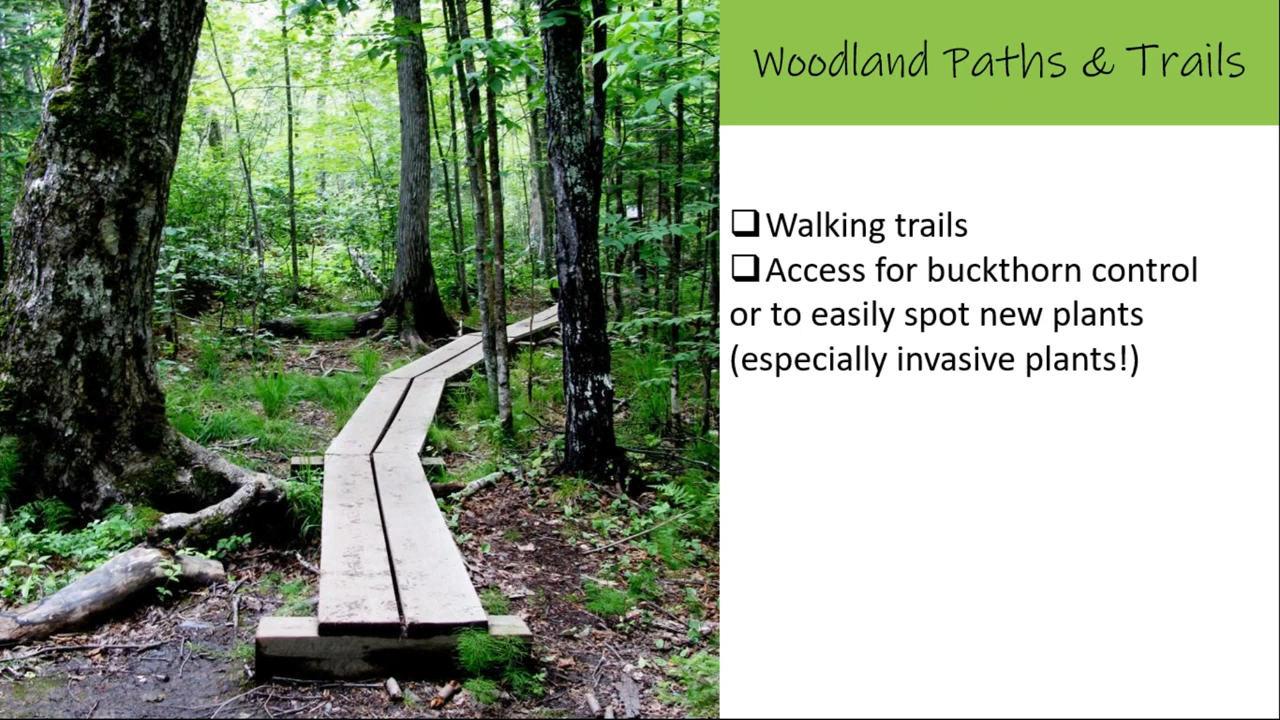 Woodland Paths & Trails
❑Walking trails
❑Access for buckthorn control
or to easily spot new plants
(especially invasive plants!)